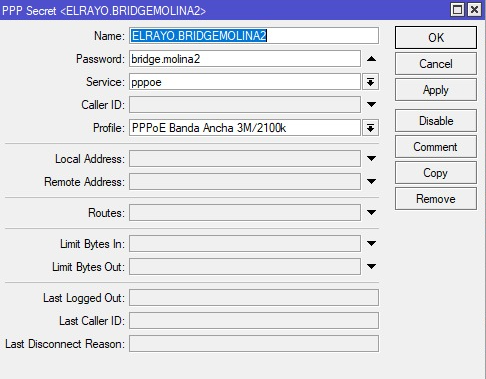 PPP Secret <ELRAYO.BRIDGEMOLINA2>
Name: ELRAYO.BRIDGEMOLINA2
OK
Password: bridge.molina2
Cancel
Service: pppoe
Apply
Caller ID:
Profile: PPPoE Banda Ancha 3M/2100k
Disable
Comment
Local Address:
Copy
Remote Address:
Remove
Routes:
Limit Bytes In:
Limit Bytes Out:
Last Logged Out:
Last Caller ID:
Last Disconnect Reason: